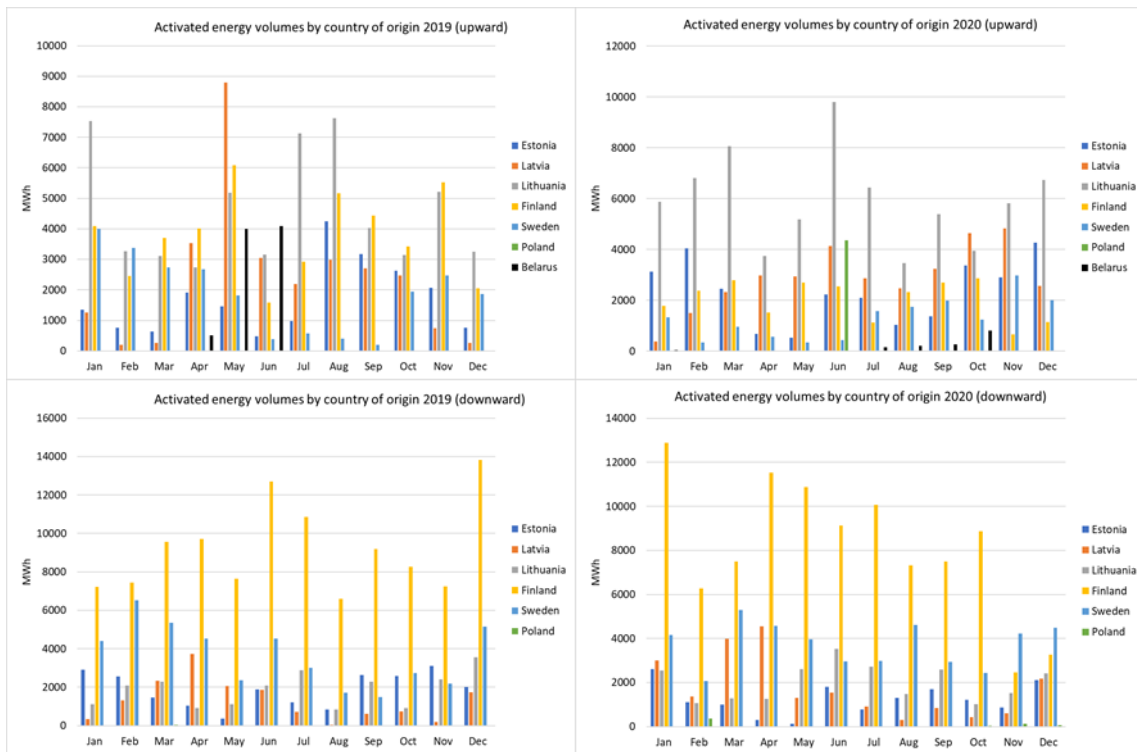 Activated energy volumes by country of origin 2019 (upward)
10000
9000
8000
7000
6000
5000
4000
3000
2000
1000
0
MWh
Jan Feb Mar Apr May Jun Jul Aug Sep Oct Nov Dec
Estonia
Latvia
Lithuania
Finland
Sweden
Poland
Belarus
Activated energy volumes by country of origin 2020 (upward)
12000
10000
8000
6000
4000
2000
0
MWh
Jan Feb Mar Apr May Jun Jul Aug Sep Oct Nov Dec
Estonia
Latvia
Lithuania
Finland
Sweden
Poland
Belarus
Activated energy volumes by country of origin 2019 (downward)
16000
14000
12000
10000
8000
6000
4000
2000
0
MWh
Jan Feb Mar Apr May Jun Jul Aug Sep Oct Nov Dec
Estonia
Latvia
Lithuania
Finland
Sweden
Poland
Activated energy volumes by country of origin 2020 (downward)
14000
12000
10000
8000
6000
4000
2000
0
MWh
Jan Feb Mar Apr May Jun Jul Aug Sep Oct Nov Dec
Estonia
Latvia
Lithuania
Finland
Sweden
Poland